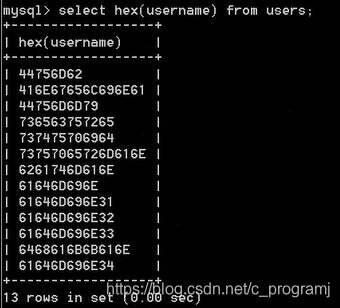 mysql> select hex(username) from users;
+--------------------+
| hex(username) |
+--------------------+
| 44756D62 |
| 416E67656C696E61 |
| 44756D6D79 |
| 736563757265 |
| 737475706964 |
| 73757065726D616E |
| 6261746D616E |
| 61646D696E |
| 61646D696E31 |
| 61646D696E32 |
| 61646D696E33 |
| 6468616B6B616E |
| 61646D696E34 |
+--------------------+
13 rows in set (0.00 sec)
https://blog.csdn.net/c_programj